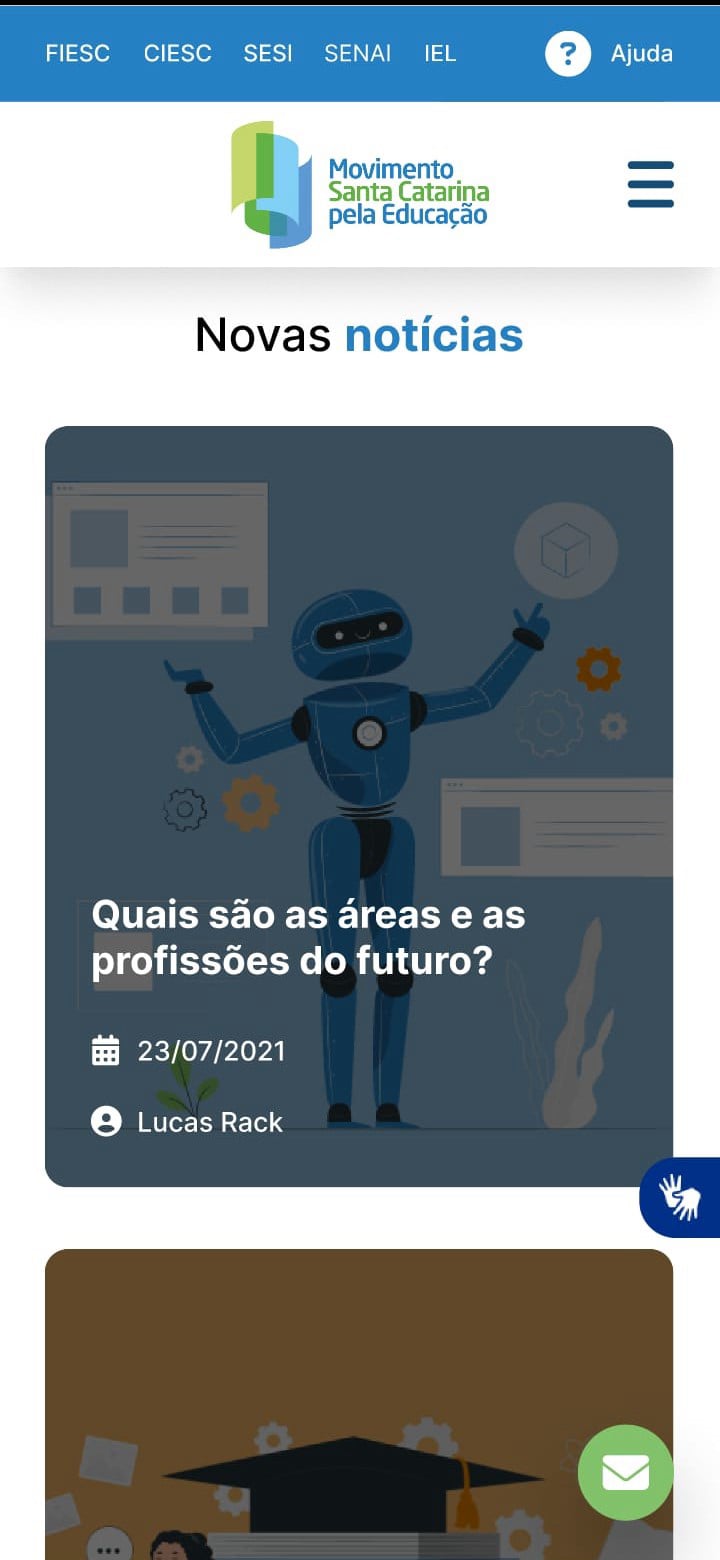 FIESC CIESC SESI SENAI IEL ? Ajuda
Movimento
Santa Catarina
pela Educação
Novas notícias
Quais são as áreas e as
profissões do futuro?
23/07/2021
Lucas Rack